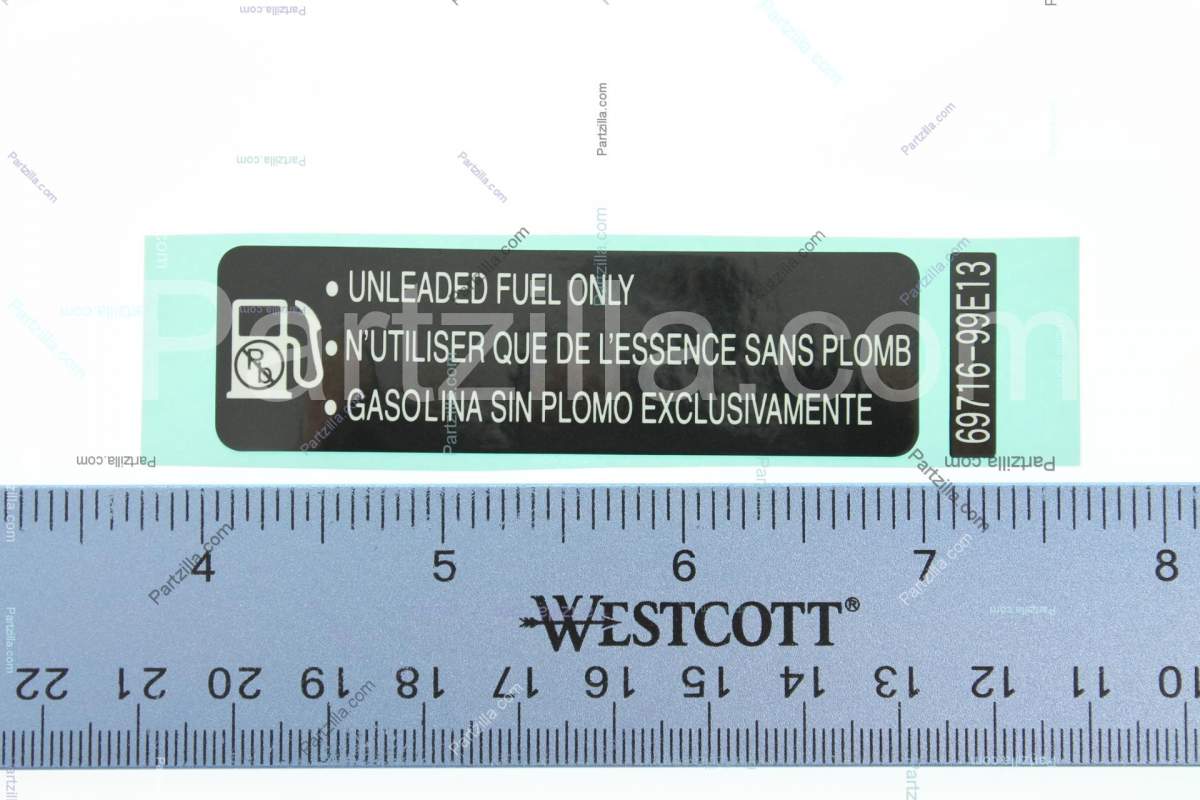 • UNLEADED FUEL ONLY
• N'UTILISER QUE DE L'ESSENCE SANS PLOMB
• GASOLINA SIN PLOMO EXCLUSIVAMENTE
Pb
69716-99E13
Partzilla.com
4 5 6 7 8
WESTCOTT®
22 21 20 19 18 17 16 15 14 13 12 11 10